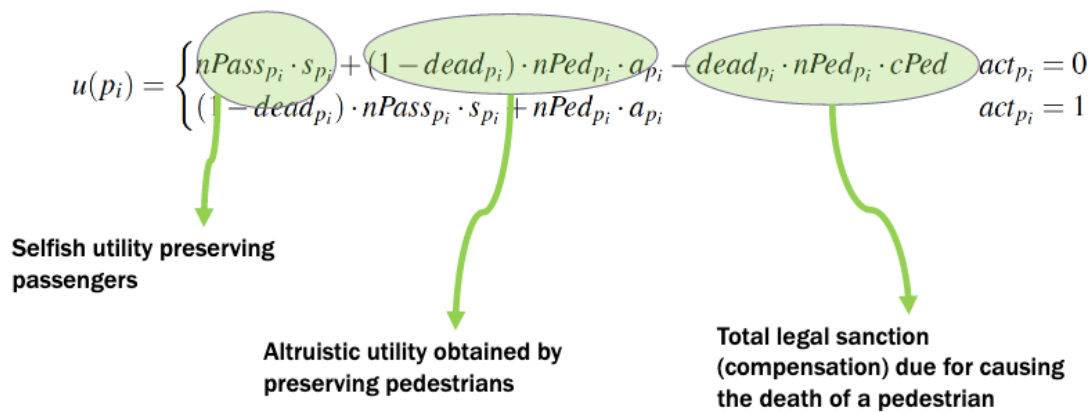 nPass_{p_i} · s_{p_i} + (1 − dead_{p_i}) · nPed_{p_i} · a_{p_i} − dead_{p_i} · nPed_{p_i} · cPed act_{p_i} = 0
u(p_i) = {
(1 − dead_{p_i}) · nPass_{p_i} · s_{p_i} + nPed_{p_i} · a_{p_i} act_{p_i} = 1
Selfish utility preserving
passengers
Altruistic utility obtained by
preserving pedestrians
Total legal sanction
(compensation) due for causing
the death of a pedestrian